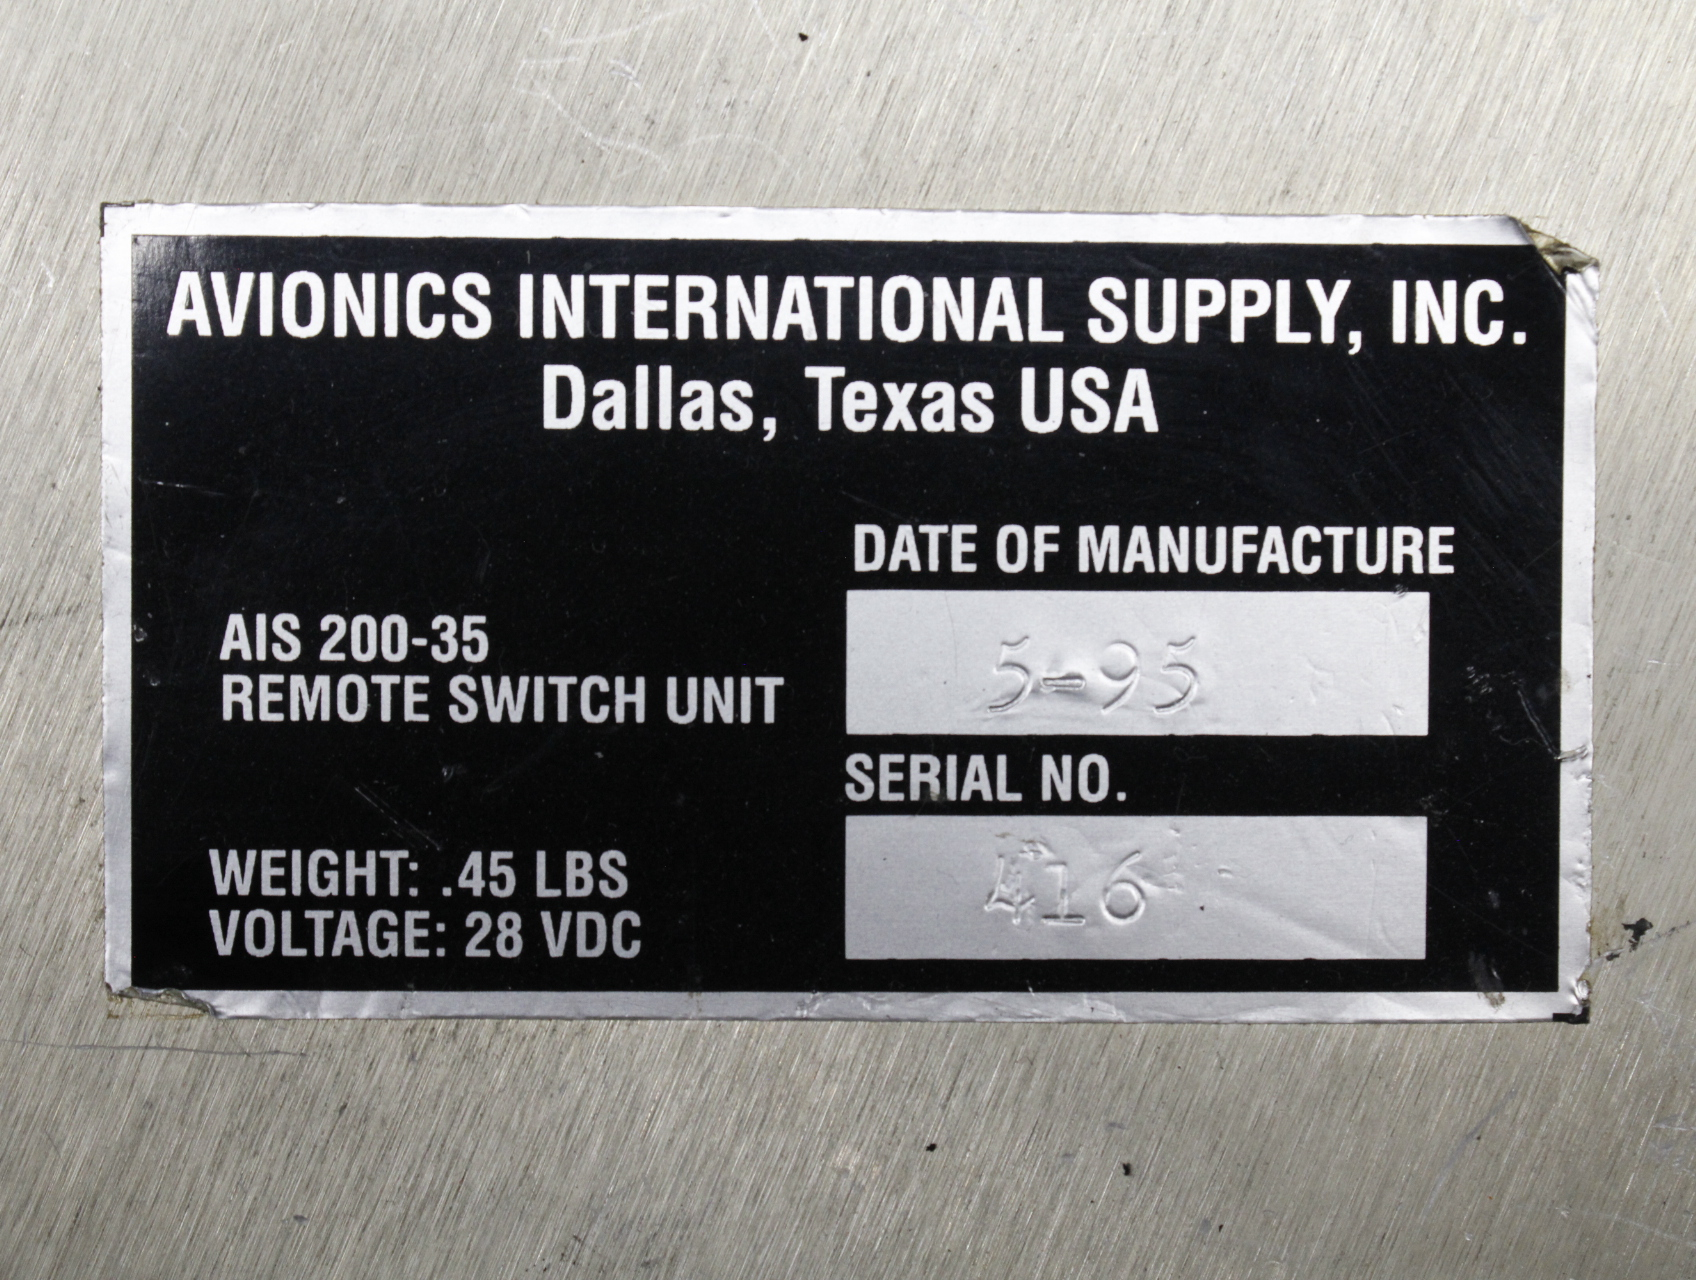 AVIONICS INTERNATIONAL SUPPLY, INC.
Dallas, Texas USA
AIS 200-35
REMOTE SWITCH UNIT
WEIGHT: .45 LBS
VOLTAGE: 28 VDC
DATE OF MANUFACTURE
5-95
SERIAL NO.
416